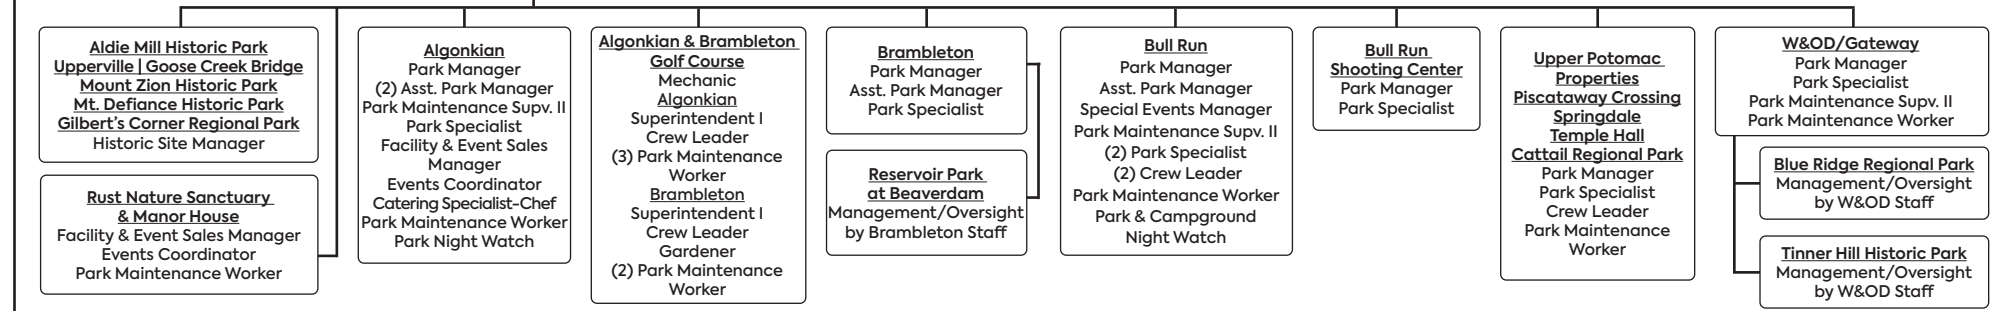 Aldie Mill Historic Park
Upperville | Goose Creek Bridge
Mount Zion Historic Park
Mt. Defiance Historic Park
Gilbert's Corner Regional Park
Historic Site Manager
Rust Nature Sanctuary
& Manor House
Facility & Event Sales Manager
Events Coordinator
Park Maintenance Worker
Algonkian
Park Manager
(2) Asst. Park Manager
Park Maintenance Supv. II
Park Specialist
Facility & Event Sales
Manager
Events Coordinator
Catering Specialist-Chef
Park Maintenance Worker
Park Night Watch
Algonkian & Brambleton
Golf Course
Mechanic
Algonkian
Superintendent I
Crew Leader
(3) Park Maintenance
Worker
Brambleton
Superintendent I
Crew Leader
Gardener
(2) Park Maintenance
Worker
Brambleton
Park Manager
Asst. Park Manager
Park Specialist
Reservoir Park
at Beaverdam
Management/Oversight
by Brambleton Staff
Bull Run
Park Manager
Asst. Park Manager
Special Events Manager
Park Maintenance Supv. II
(2) Park Specialist
(2) Crew Leader
Park Maintenance Worker
Park & Campground
Night Watch
Bull Run
Shooting Center
Park Manager
Park Specialist
Upper Potomac
Properties
Piscataway Crossing
Springdale
Temple Hall
Cattail Regional Park
Park Manager
Park Specialist
Crew Leader
Park Maintenance
Worker
W&OD/Gateway
Park Manager
Park Specialist
Park Maintenance Supv. II
Park Maintenance Worker
Blue Ridge Regional Park
Management/Oversight
by W&OD Staff
Tinner Hill Historic Park
Management/Oversight
by W&OD Staff